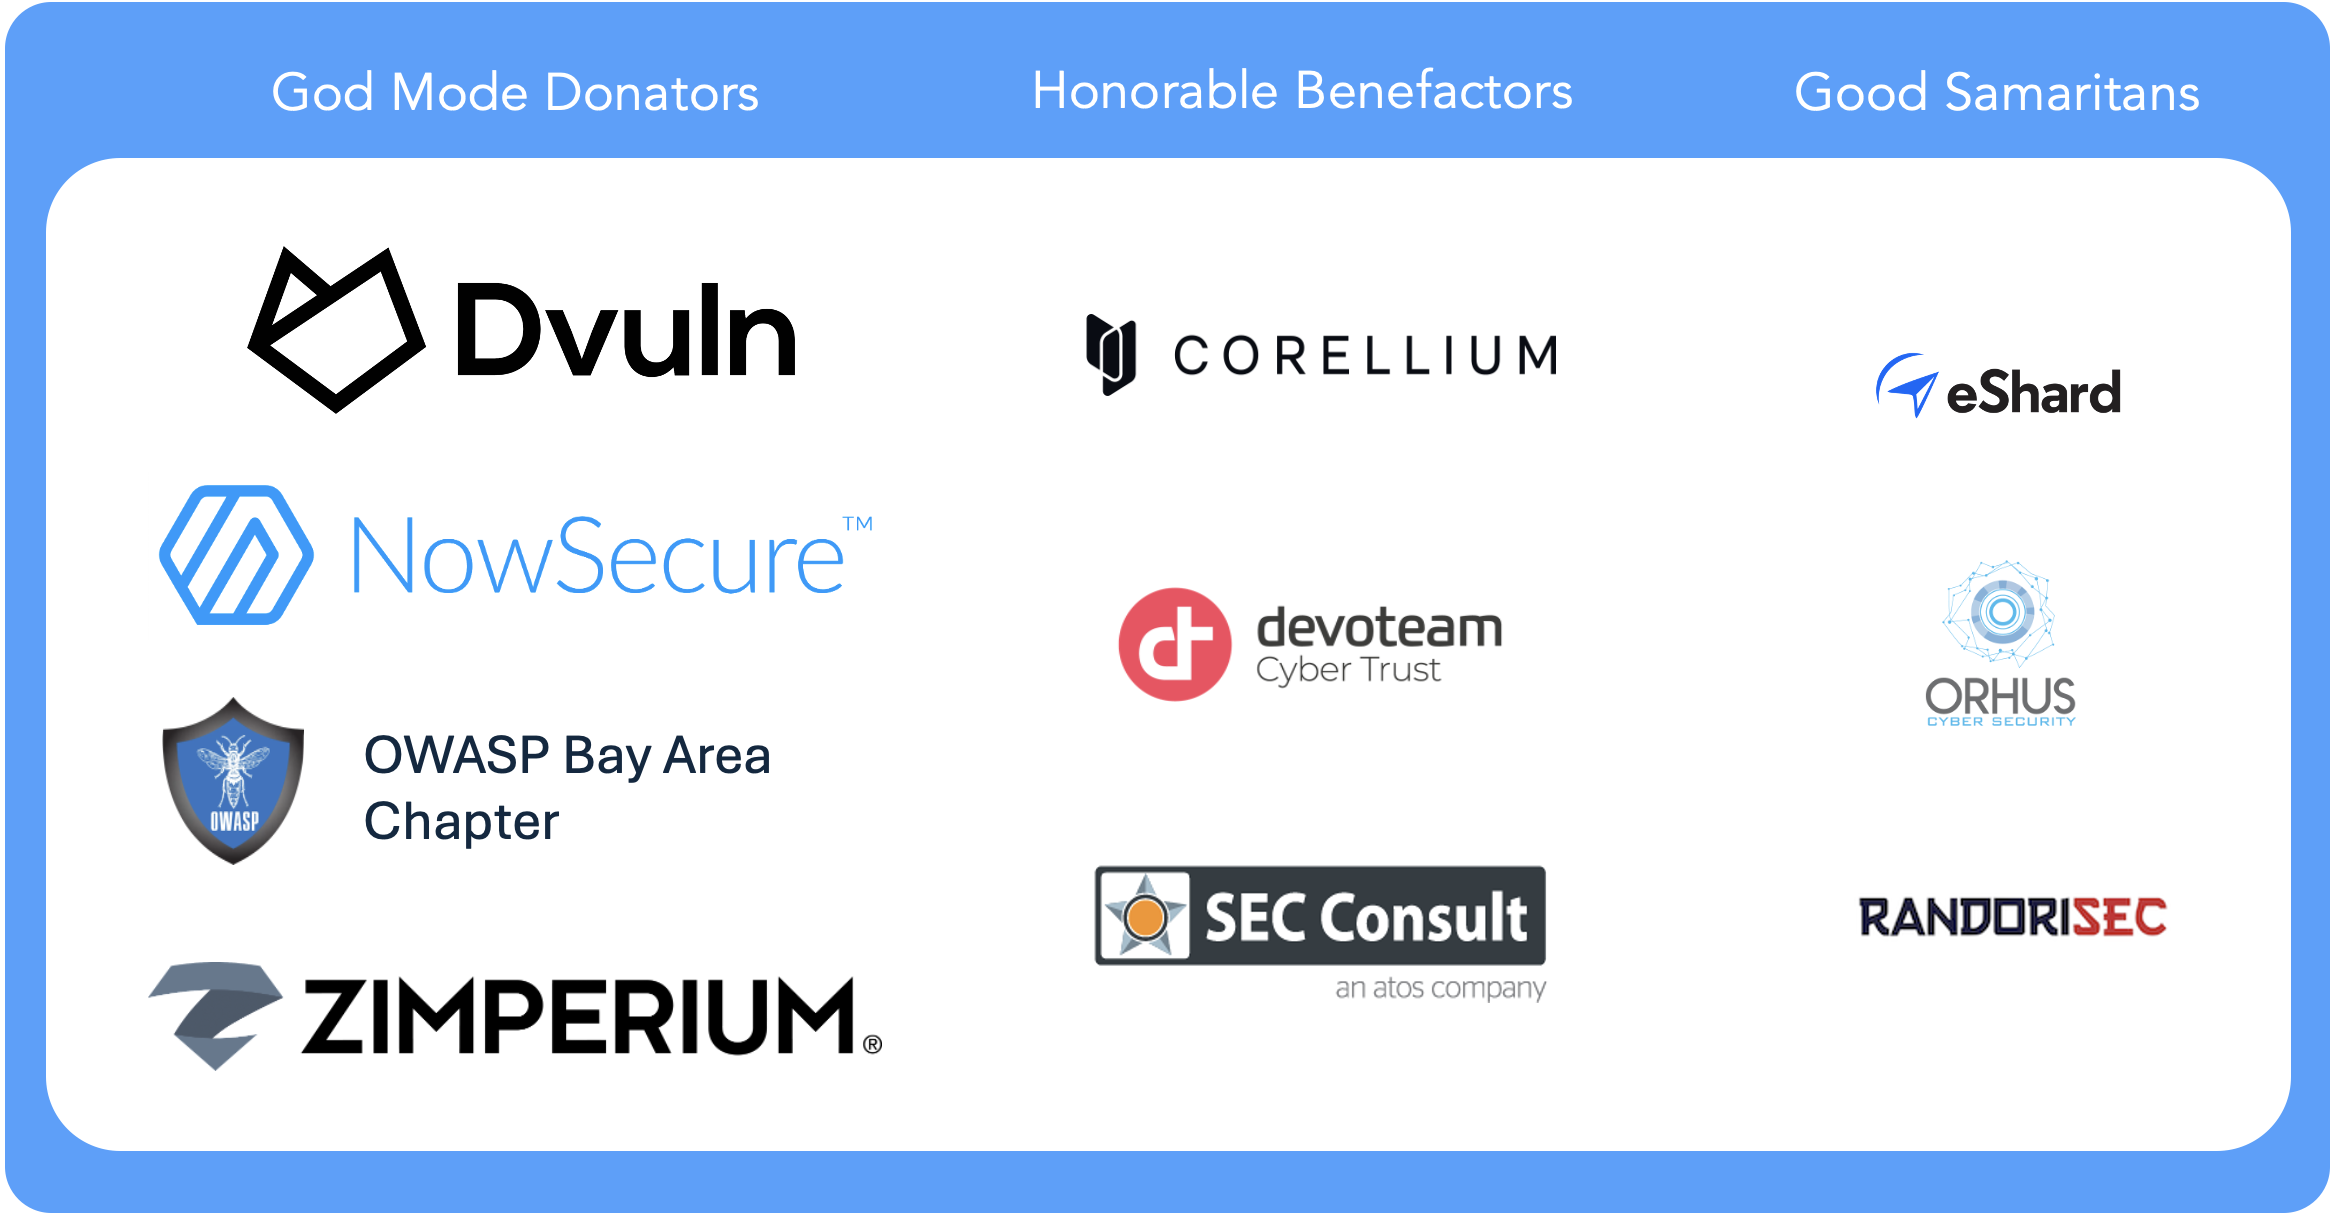 God Mode Donators
Honorable Benefactors
Good Samaritans
Dvuln
NowSecure™
OWASP
OWASP Bay Area
Chapter
ZIMPERIUM®
CORELLIUM
devoteam
Cyber Trust
SEC Consult
an atos company
eShard
ORHUS
CYBER SECURITY
RANDORISEC